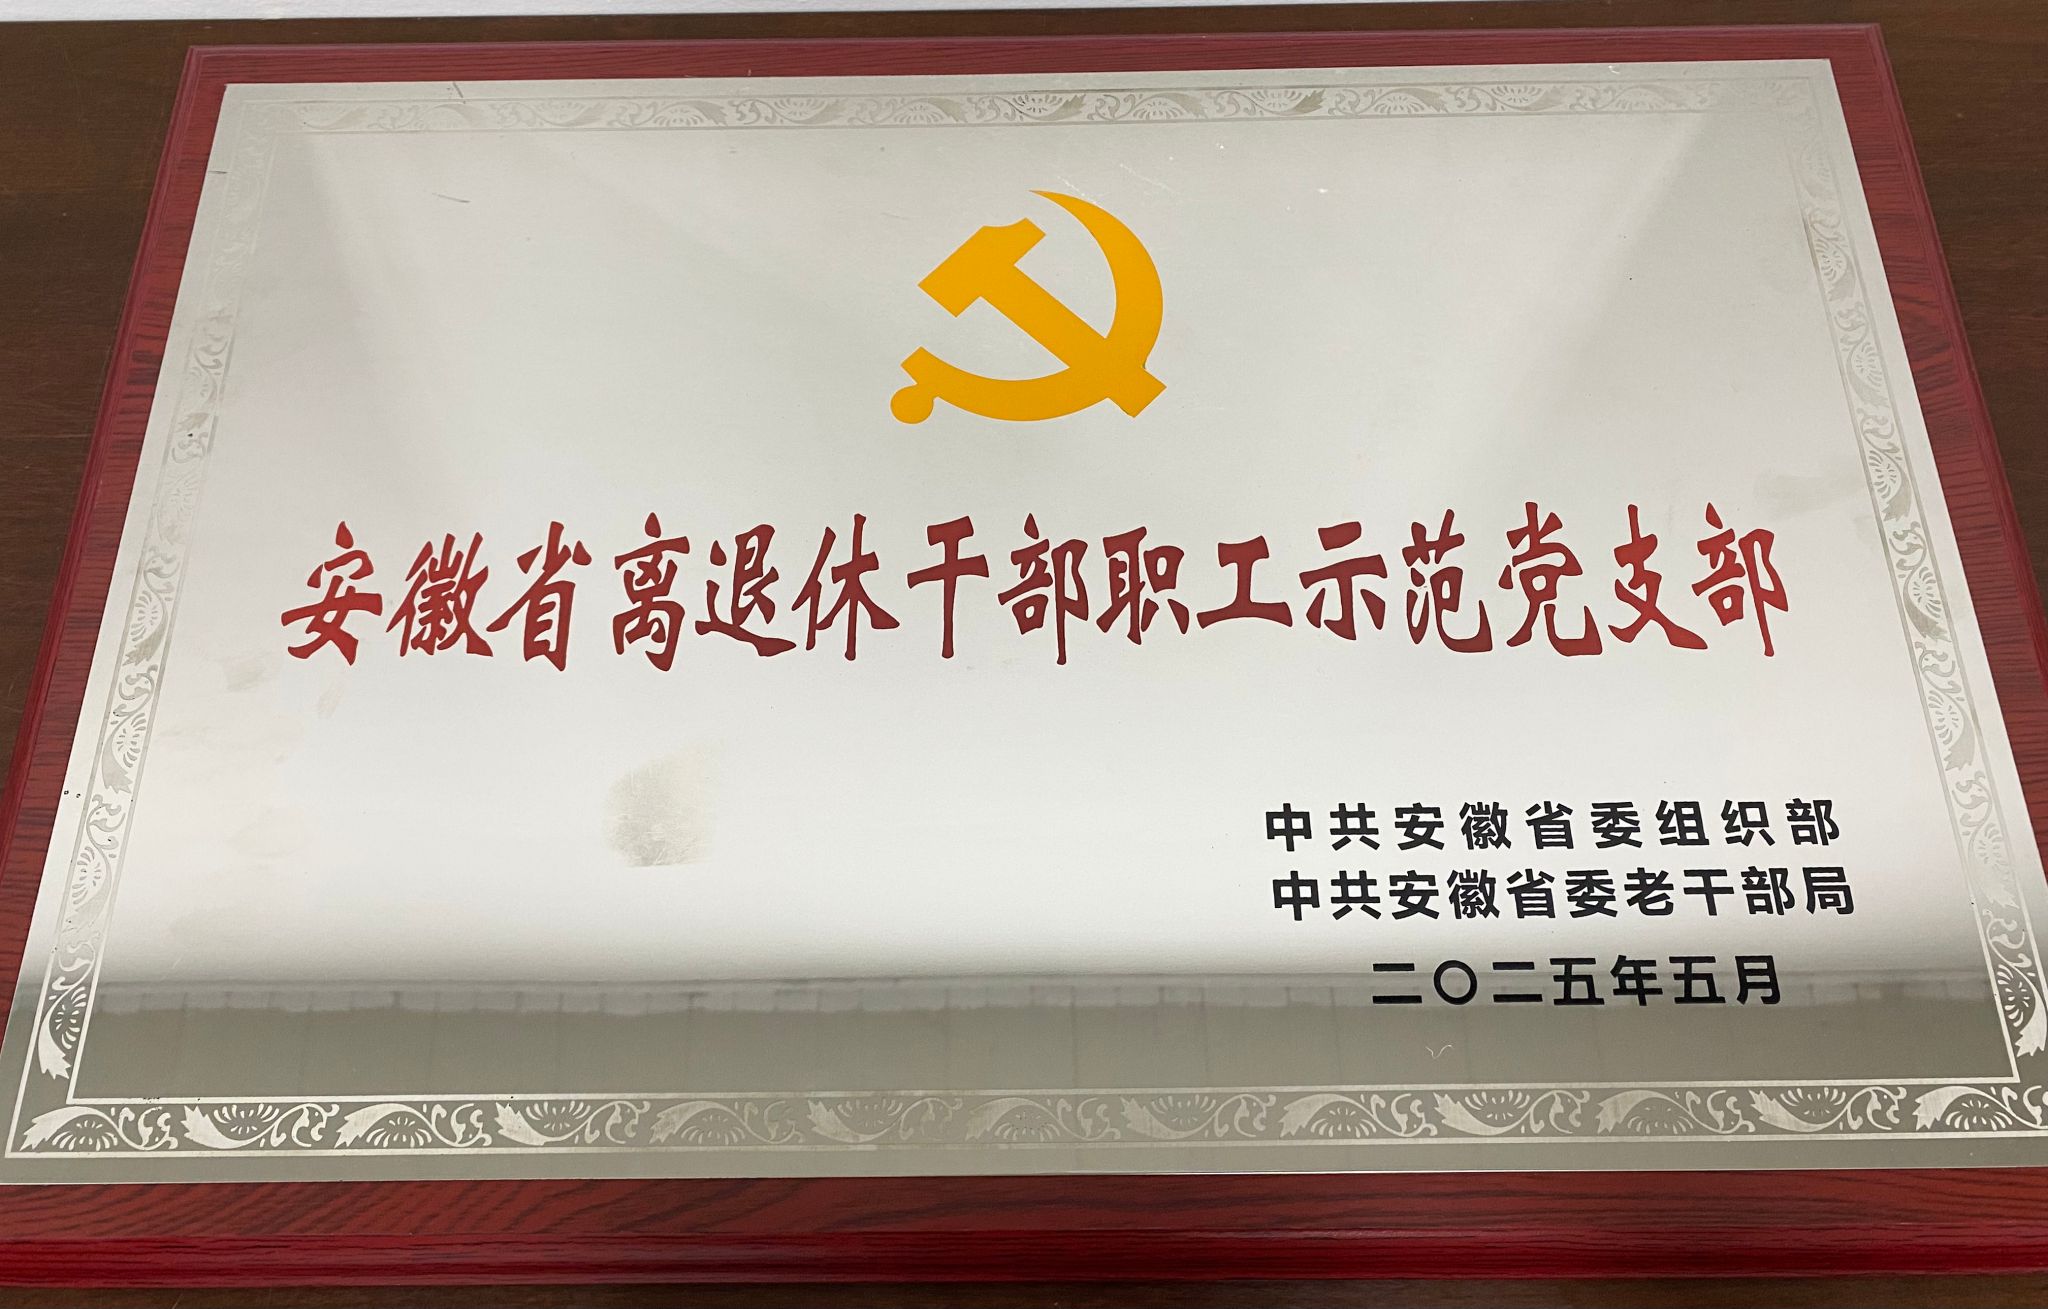 安徽省离退休干部职工示范党支部
中共安徽省委组织部
中共安徽省委老干部局
二〇二五年五月